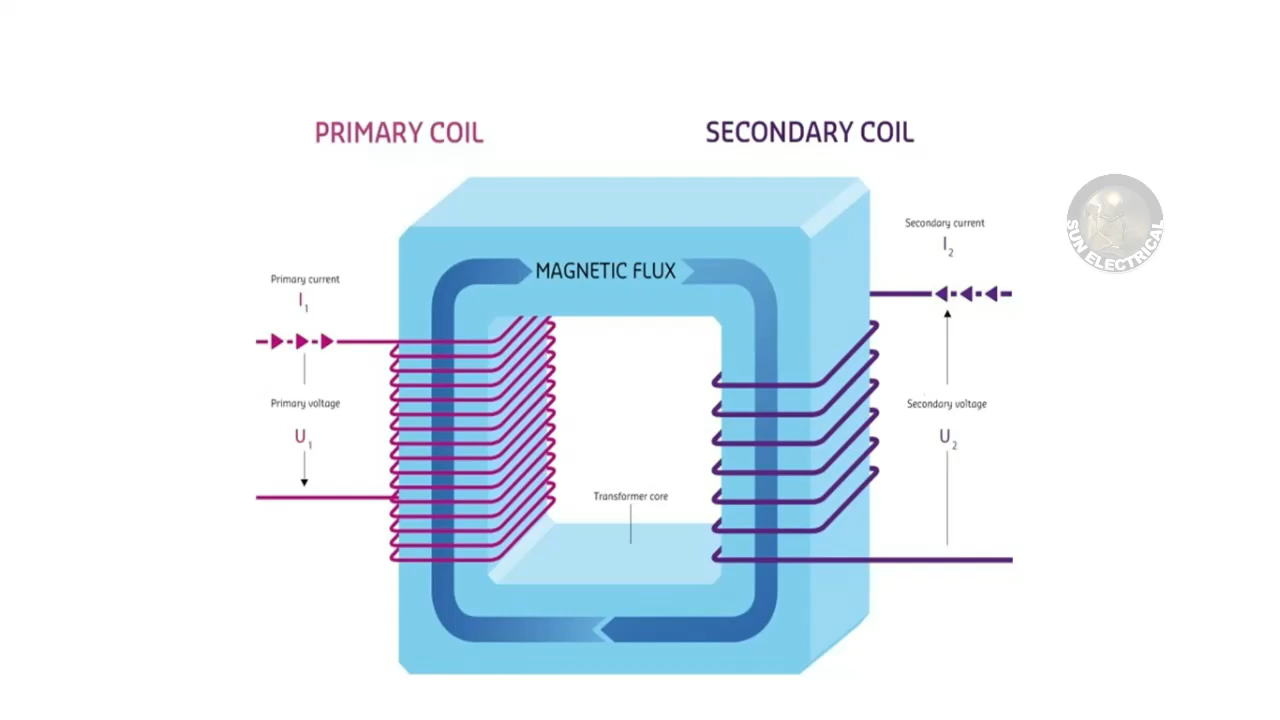 PRIMARY COIL
SECONDARY COIL
Secondary current
I2
SUN ELECTRICAL
MAGNETIC FLUX
Primary current
I1
Primary voltage
U1
Secondary voltage
U2
Transformer core